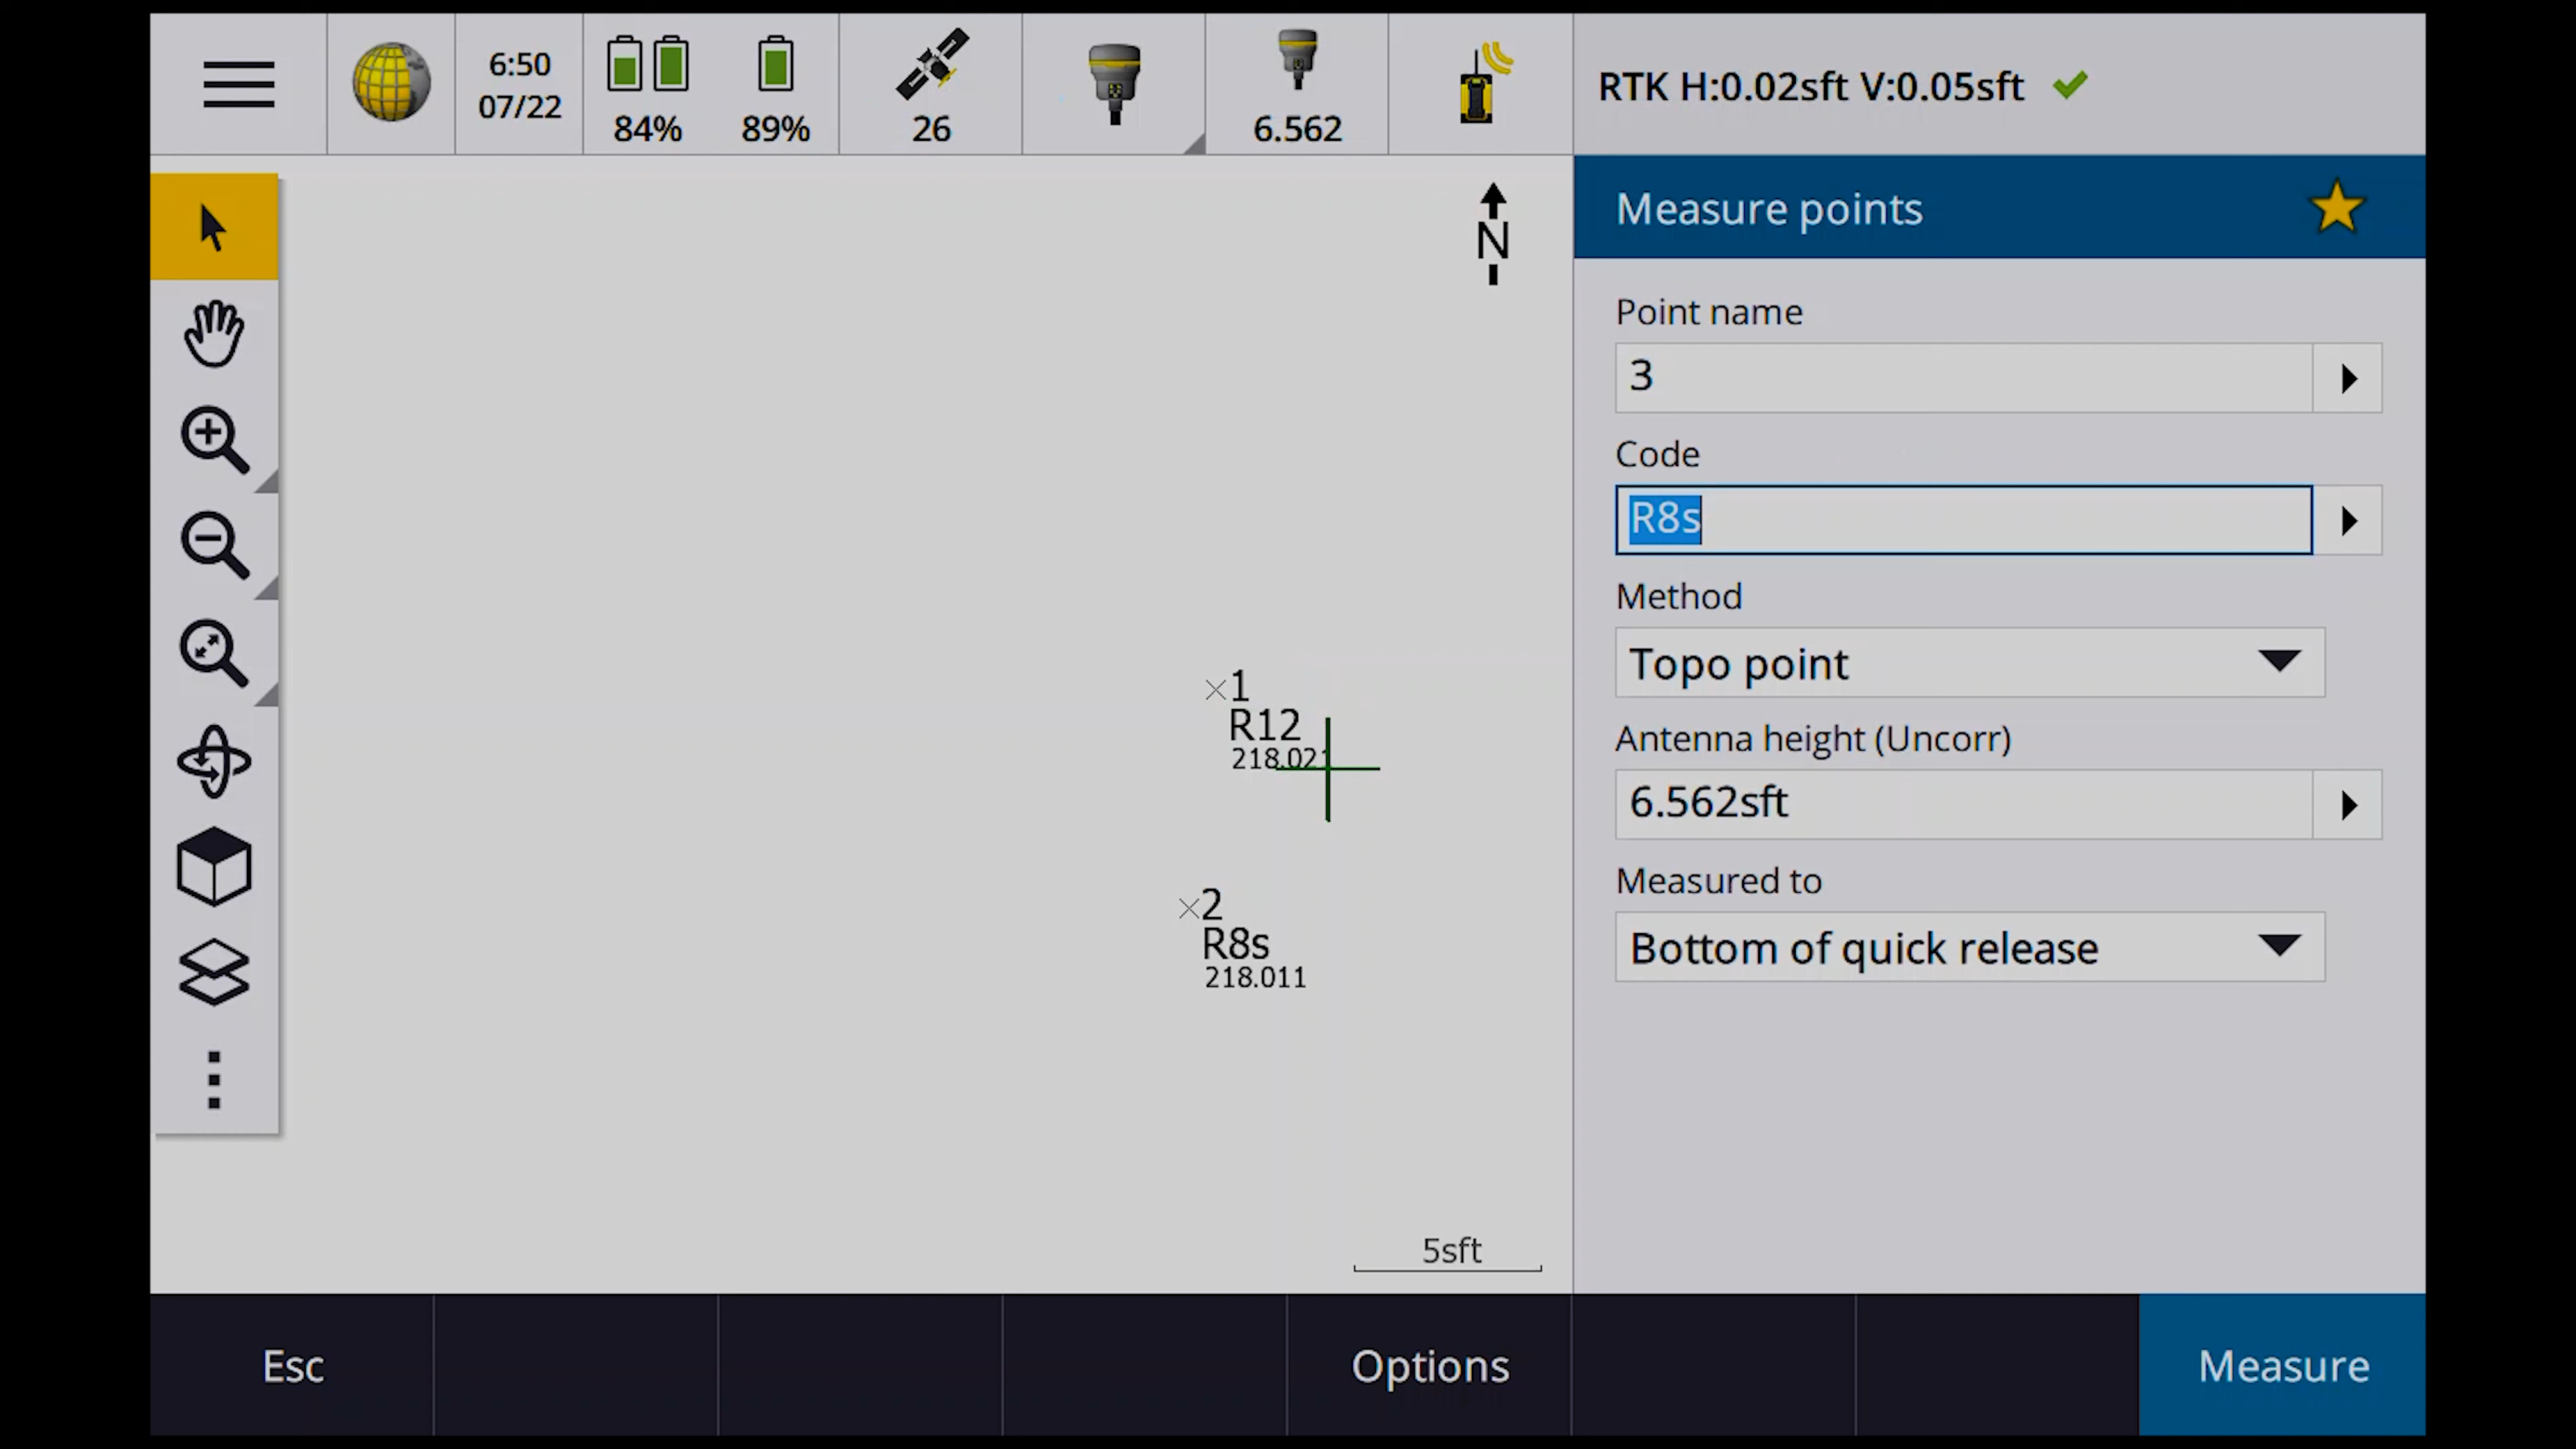 6:50
07/22
84%
89%
26
6.562
RTK H:0.02sft V:0.05sft
N
Measure points
Point name
3
Code
R8s
Method
Topo point
Antenna height (Uncorr)
6.562sft
Measured to
Bottom of quick release
1
R12
218.021
2
R8s
218.011
5sft
Esc
Options
Measure